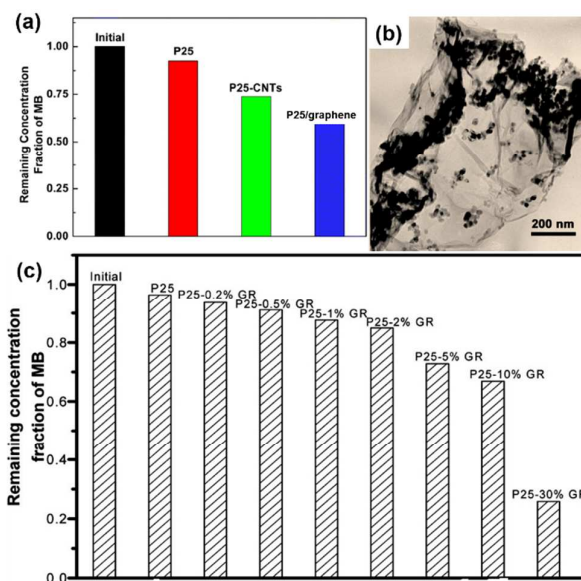 (a)
Remaining Concentration
Fraction of MB
1.00
0.75
0.50
0.25
0.00
Initial
P25
P25-CNTs
P25/graphene
(b)
200 nm
(c)
Remaining concentration
fraction of MB
1.0
0.8
0.6
0.4
0.2
0.0
Initial
P25
P25-0.2% GR
P25-0.5% GR
P25-1% GR
P25-2% GR
P25-5% GR
P25-10% GR
P25-30% GR